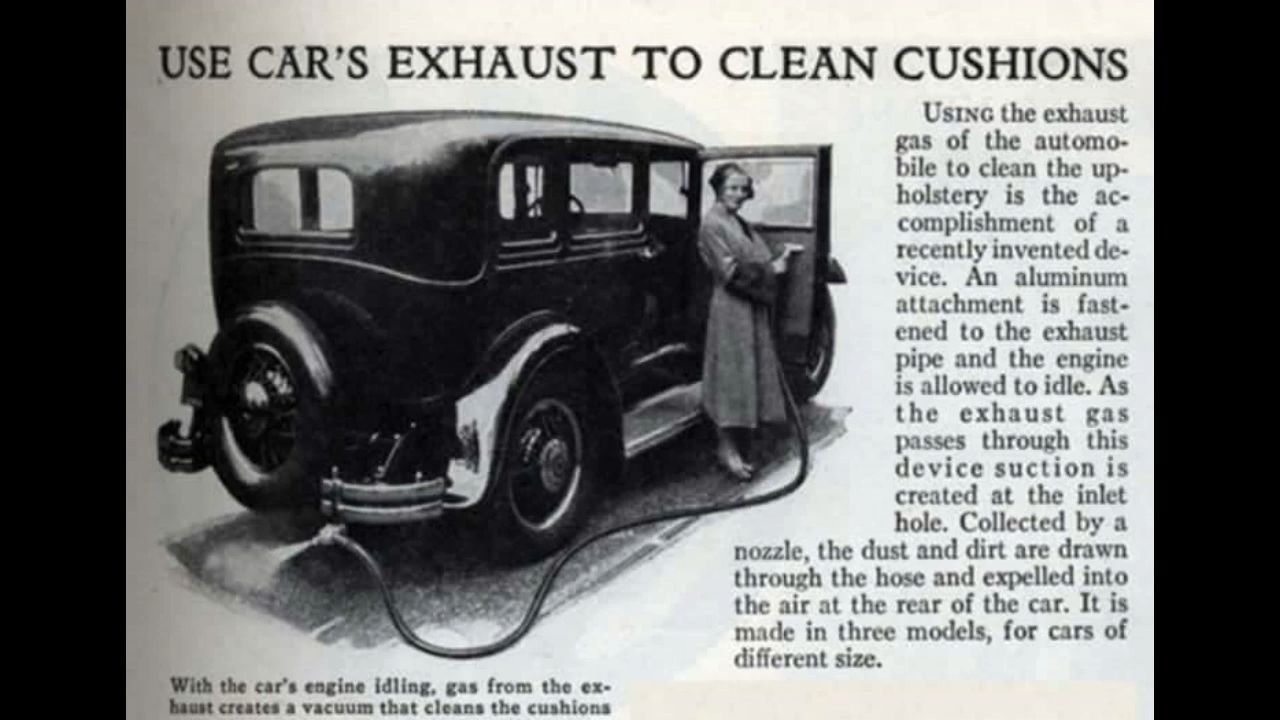 USE CAR'S EXHAUST TO CLEAN CUSHIONS
USING the exhaust
gas of the automo-
bile to clean the up-
holstery is the ac-
complishment of a
recently invented de-
vice. An aluminum
attachment is fast-
ened to the exhaust
pipe and the engine
is allowed to idle. As
the exhaust gas
passes through this
device suction is
created at the inlet
hole. Collected by a
nozzle, the dust and dirt are drawn
through the hose and expelled into
the air at the rear of the car. It is
made in three models, for cars of
different size.
With the car's engine idling, gas from the ex-
haust creates a vacuum that cleans the cushions